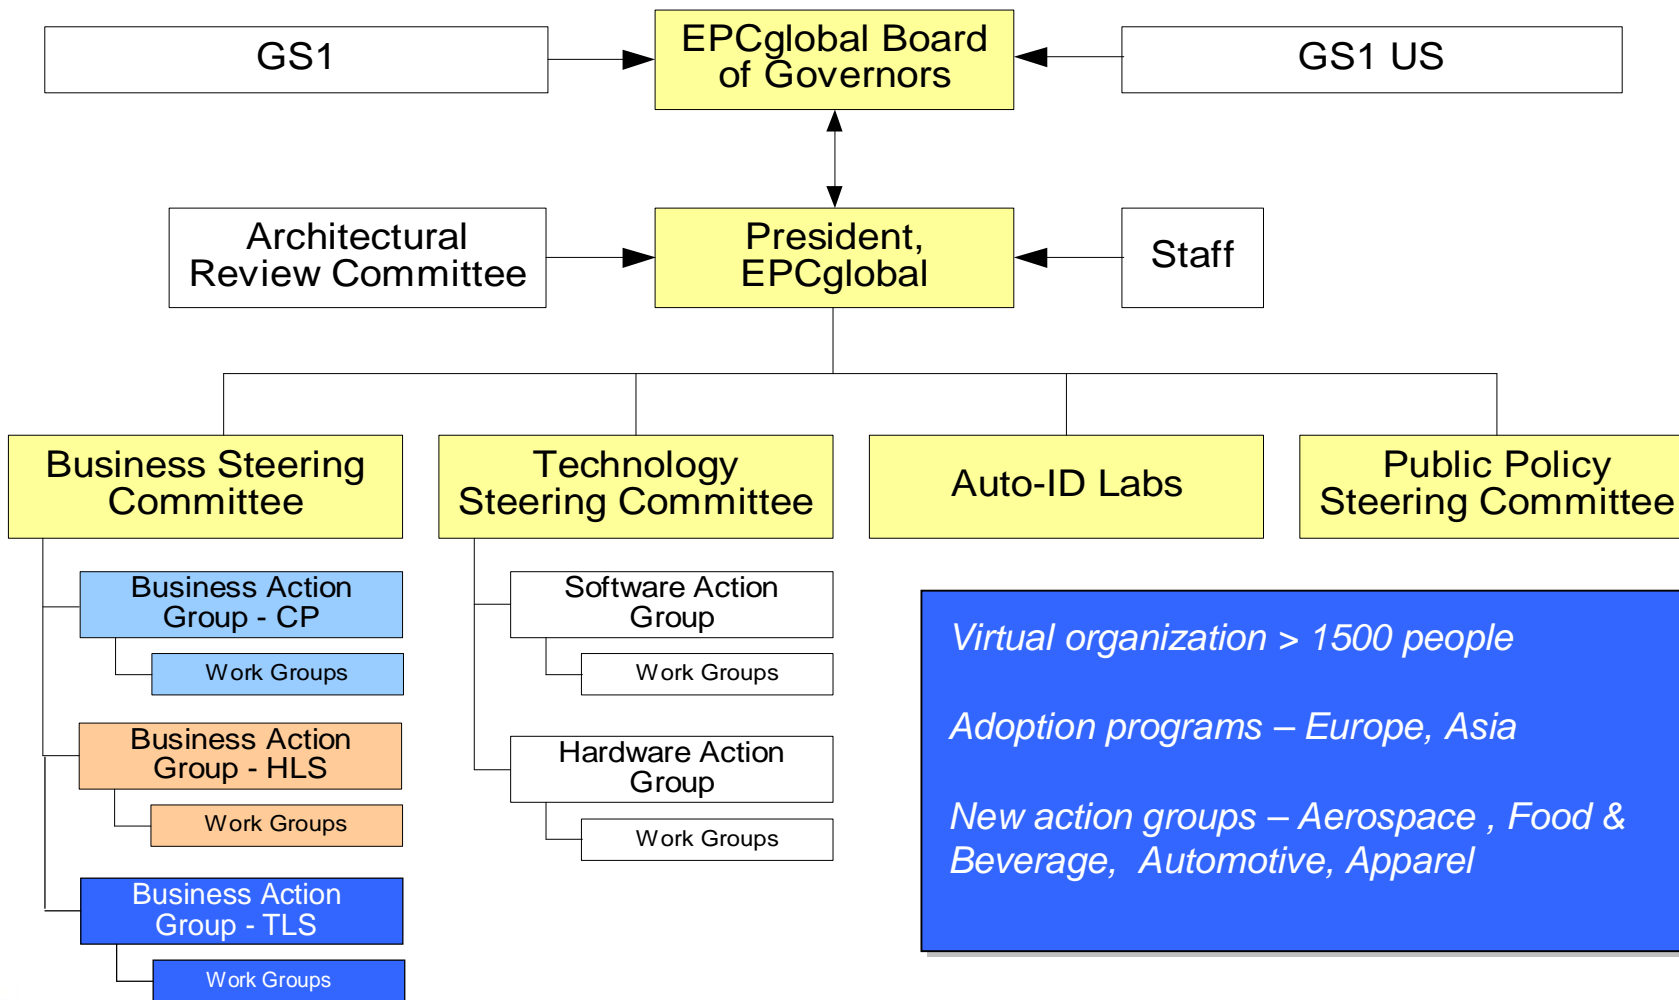 GS1
EPCglobal Board
of Governors
GS1 US
Architectural
Review Committee
President,
EPCglobal
Staff
Business Steering
Committee
Technology
Steering Committee
Auto-ID Labs
Public Policy
Steering Committee
Business Action
Group - CP
Work Groups
Business Action
Group - HLS
Work Groups
Business Action
Group - TLS
Work Groups
Software Action
Group
Work Groups
Hardware Action
Group
Work Groups
Virtual organization > 1500 people
Adoption programs – Europe, Asia
New action groups – Aerospace , Food &
Beverage, Automotive, Apparel